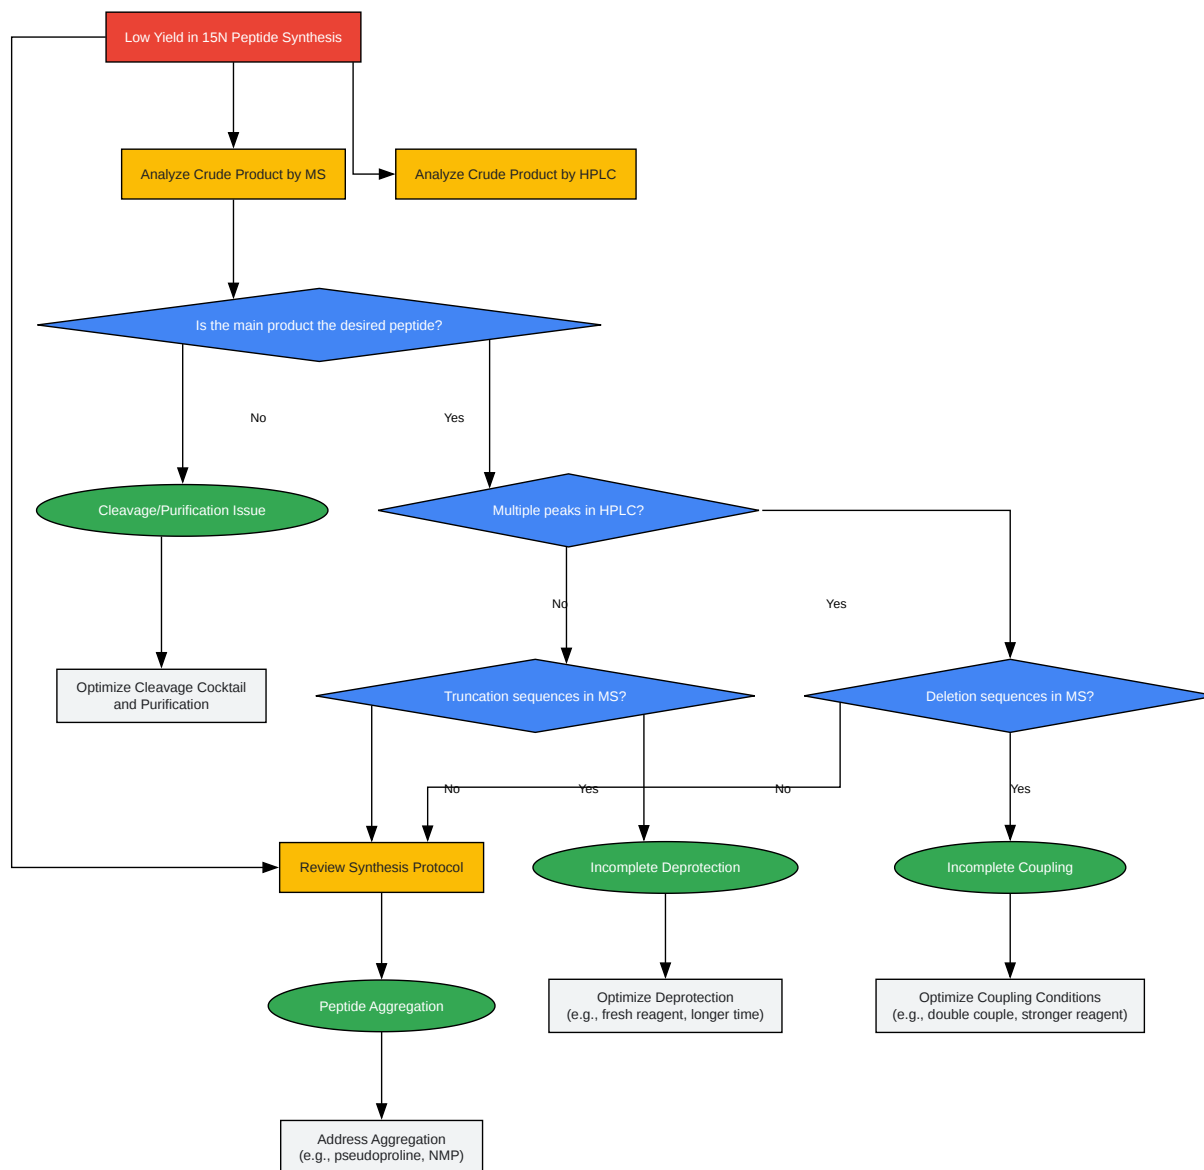 Low Yield in 15N Peptide Synthesis
Analyze Crude Product by MS
Analyze Crude Product by HPLC
Is the main product the desired peptide?
No
Yes
Cleavage/Purification Issue
Multiple peaks in HPLC?
No
Yes
Optimize Cleavage Cocktail
and Purification
Truncation sequences in MS?
Deletion sequences in MS?
No
Yes
No
Yes
Review Synthesis Protocol
Incomplete Deprotection
Incomplete Coupling
Peptide Aggregation
Optimize Deprotection
(e.g., fresh reagent, longer time)
Optimize Coupling Conditions
(e.g., double couple, stronger reagent)
Address Aggregation
(e.g., pseudoproline, NMP)